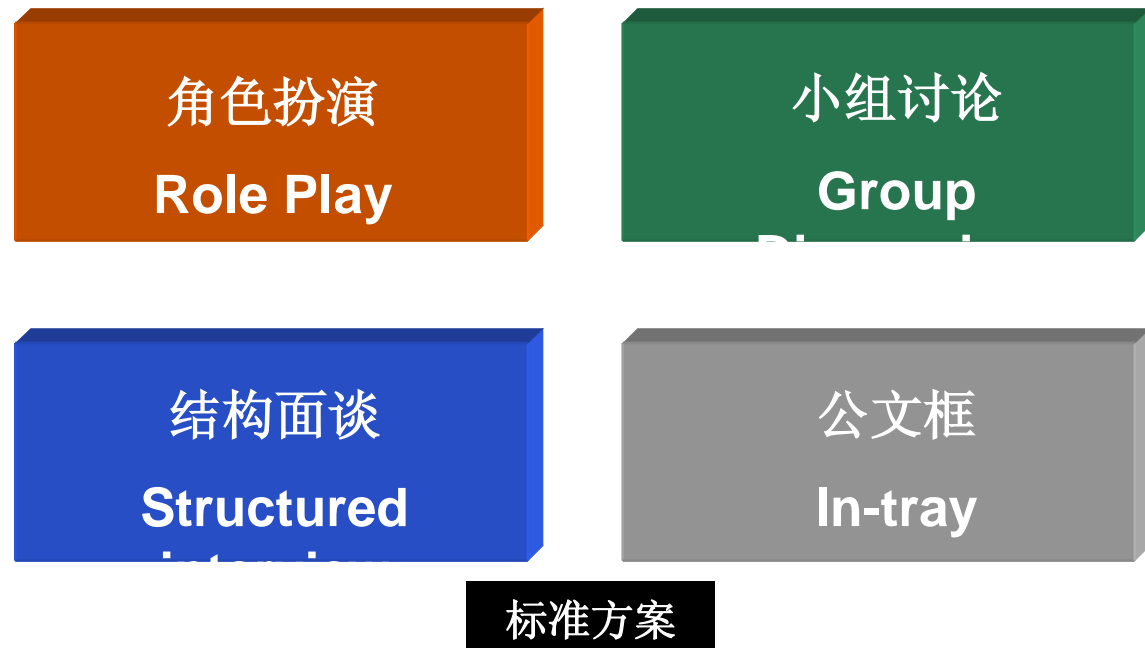 角色扮演
Role Play
小组讨论
Group
结构面谈
Structured
interview
公文框
In-tray
标准方案